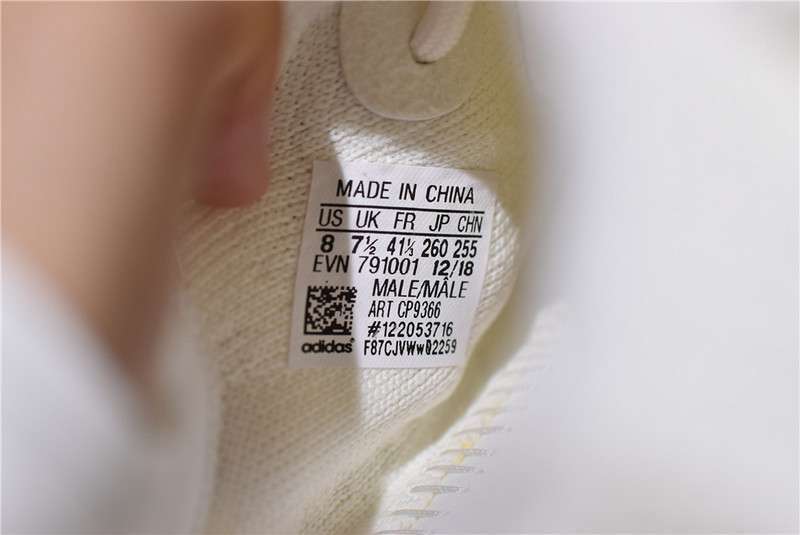 MADE IN CHINA
US UK FR JP CHN
8 7½ 41⅓ 260 255
EVN 791001 12/18
MALE/MÂLE
ART CP9366
#122053716
adidas F87CJVWw02259